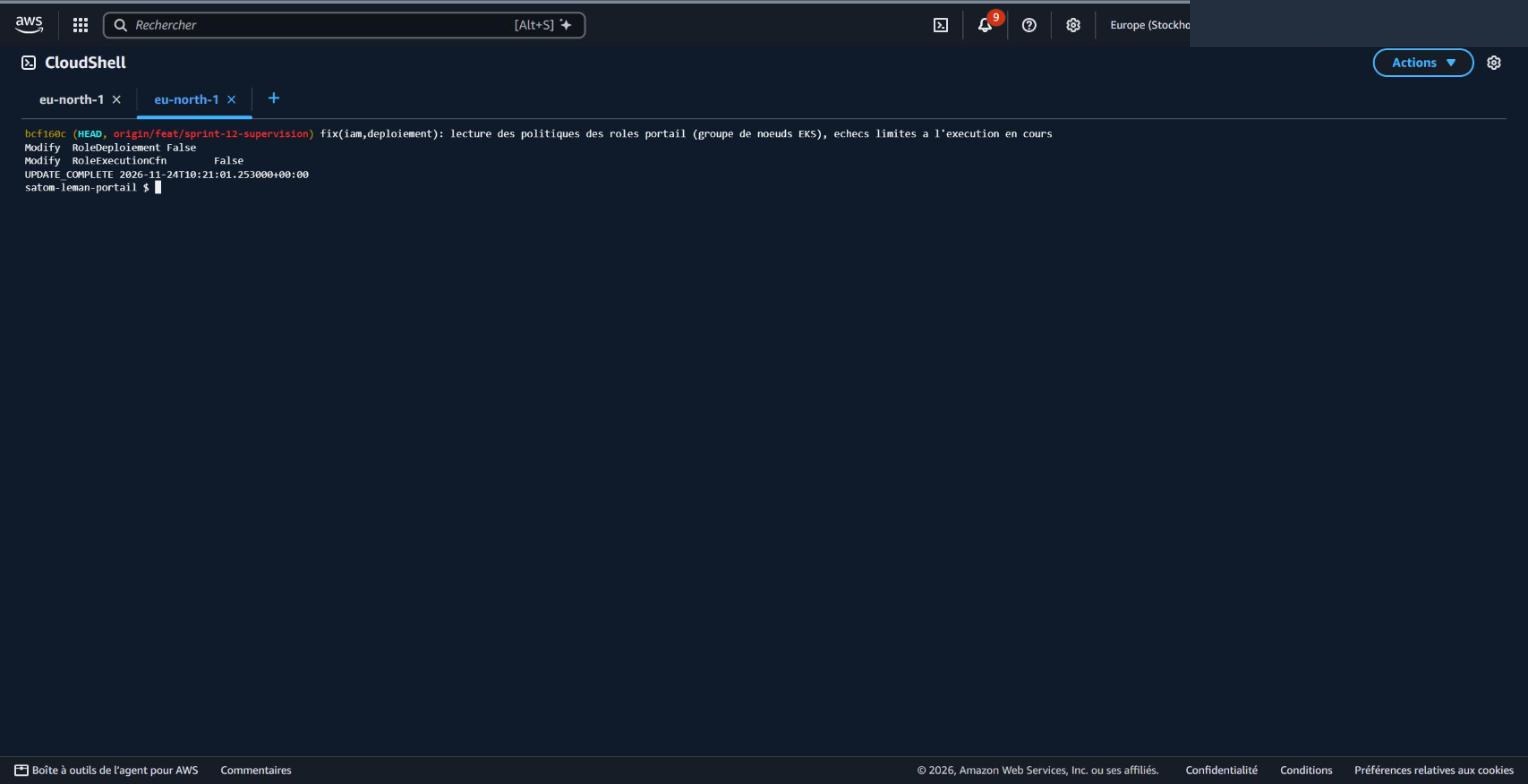 aws
Rechercher [Alt+S]
9
Europe (Stockho
CloudShell
Actions
eu-north-1 eu-north-1 +
bcf160c (HEAD, origin/feat/sprint-12-supervision) fix(iam,deploiement): lecture des politiques des roles portail (groupe de noeuds EKS), echecs limites a l'execution en cours
Modify RoleDeploiement False
Modify RoleExecutionCfn False
UPDATE_COMPLETE 2026-11-24T10:21:01.253000+00:00
satom-leman-portail $
Boîte à outils de l'agent pour AWS Commentaires © 2026, Amazon Web Services, Inc. ou ses affiliés. Confidentialité Conditions Préférences relatives aux cookies